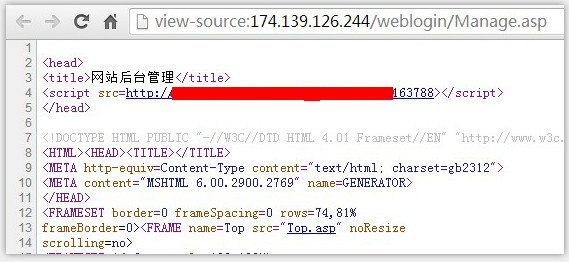 view-source:174.139.126.244/weblogin/Manage.asp
1
2 <head>
3 <title>网站后台管理</title>
4 <script src=http:/ 163788></script>
5 </head>
6
7 <!DOCTYPE HTML PUBLIC "-//W3C//DTD HTML 4.01 Frameset//EN" "http://www.w3c.
8 <HTML><HEAD><TITLE></TITLE>
9 <META http-equiv=Content-Type content="text/html; charset=gb2312">
10 <META content="MSHTML 6.00.2900.2769" name=GENERATOR>
11 </HEAD>
12 <FRAMESET border=0 frameSpacing=0 rows=74,81%
13 frameBorder=0><FRAME name=Top src="Top.asp" noResize
14 scrolling=no>